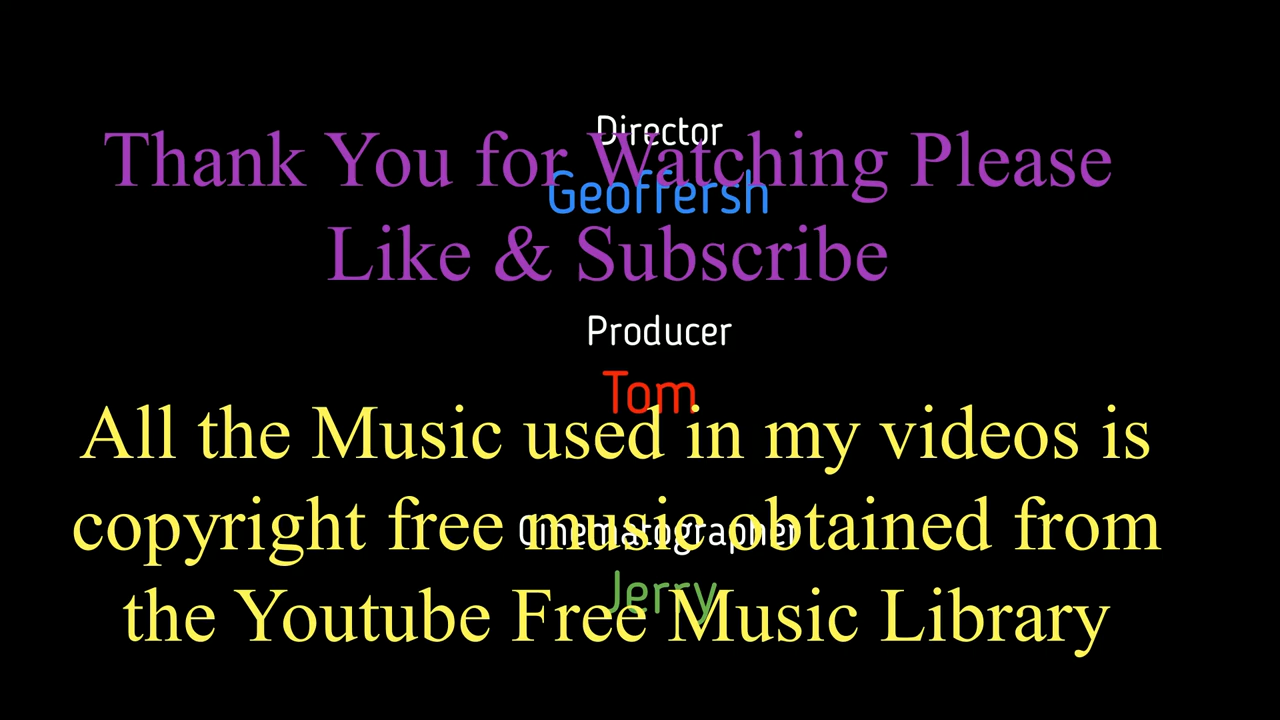 Director
Thank You for Watching Please
Geoffersh
Like & Subscribe
Producer
Tom
All the Music used in my videos is
copyright free music obtained from
Cinematographer
Jerry
the Youtube Free Music Library